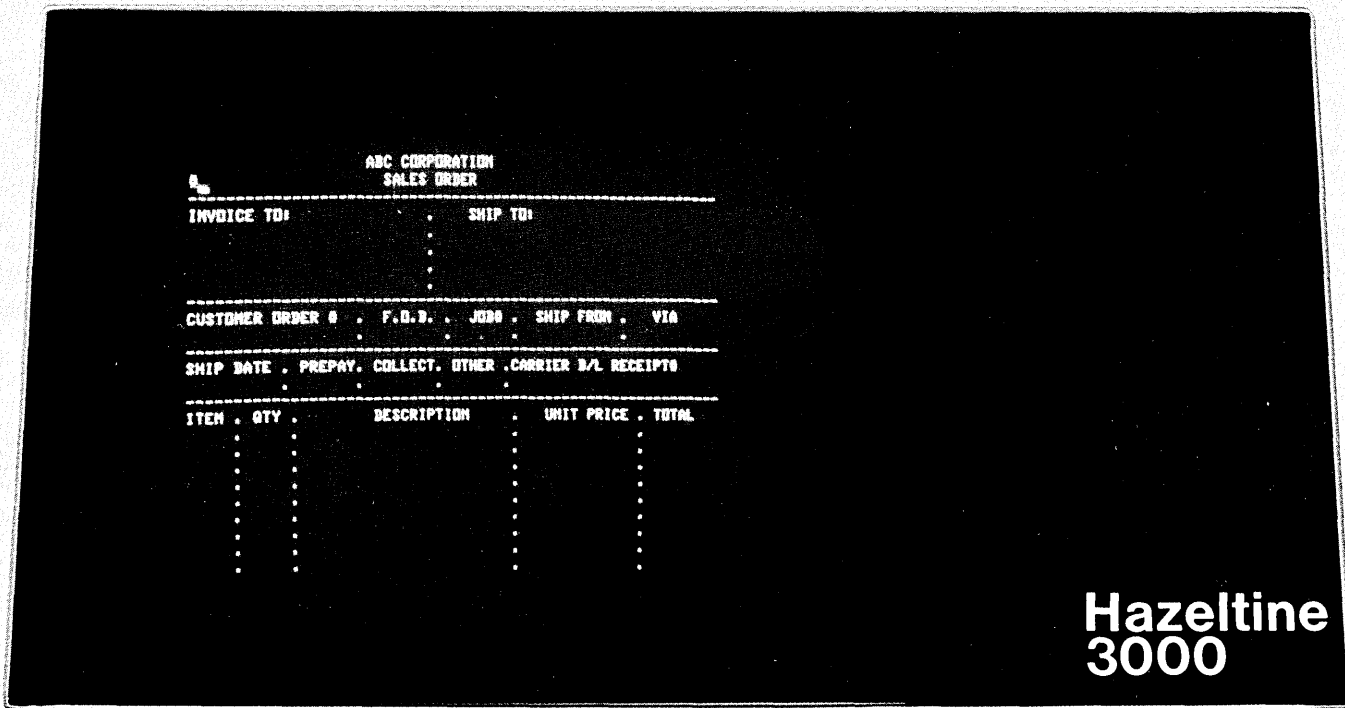 ABC CORPORATION
SALES ORDER
INVOICE TO: . SHIP TO:
CUSTOMER ORDER # . F.O.B. . JOB# . SHIP FROM . VIA
SHIP DATE . PREPAY. COLLECT. OTHER .CARRIER B/L RECEIPT#
ITEM . QTY . DESCRIPTION . UNIT PRICE . TOTAL
Hazeltine
3000